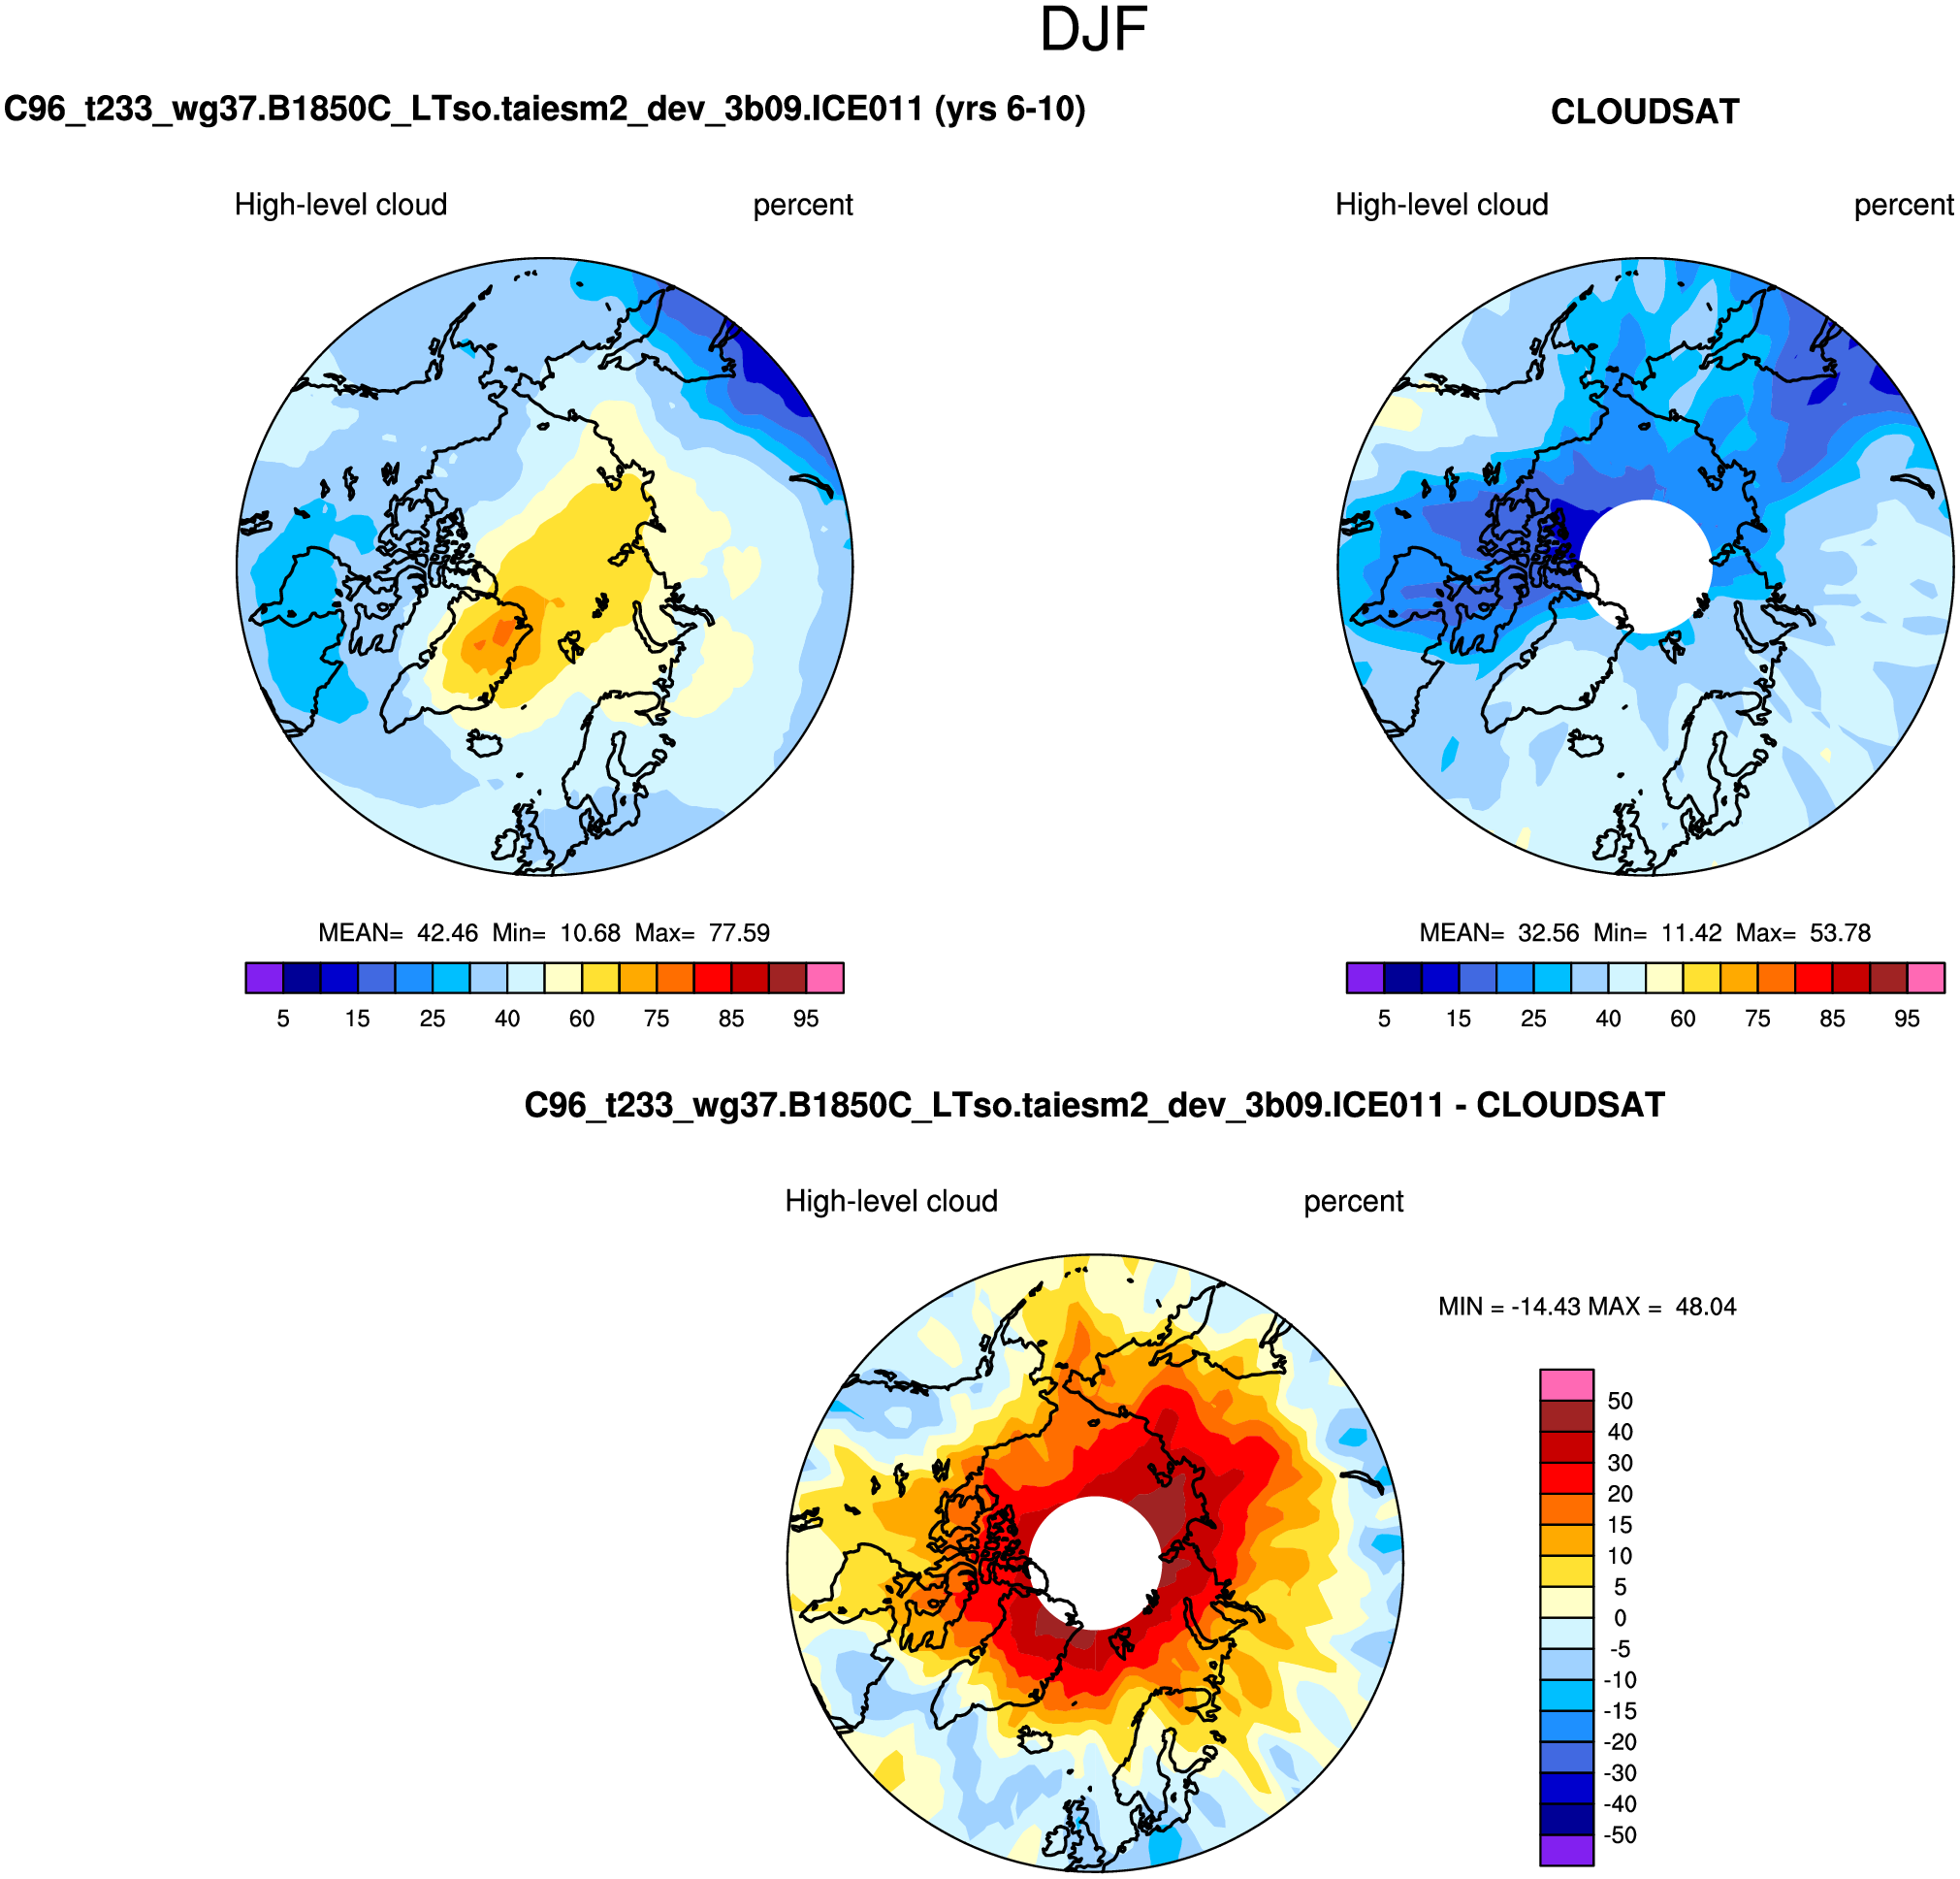 DJF
C96_t233_wg37.B1850C_LTso.taiesm2_dev_3b09.ICE011 (yrs 6-10)
CLOUDSAT
High-level cloud percent
High-level cloud percent
MEAN= 42.46 Min= 10.68 Max= 77.59
MEAN= 32.56 Min= 11.42 Max= 53.78
5 15 25 40 60 75 85 95
5 15 25 40 60 75 85 95
C96_t233_wg37.B1850C_LTso.taiesm2_dev_3b09.ICE011 - CLOUDSAT
High-level cloud percent
MIN = -14.43 MAX = 48.04
50
40
30
20
15
10
5
0
-5
-10
-15
-20
-30
-40
-50